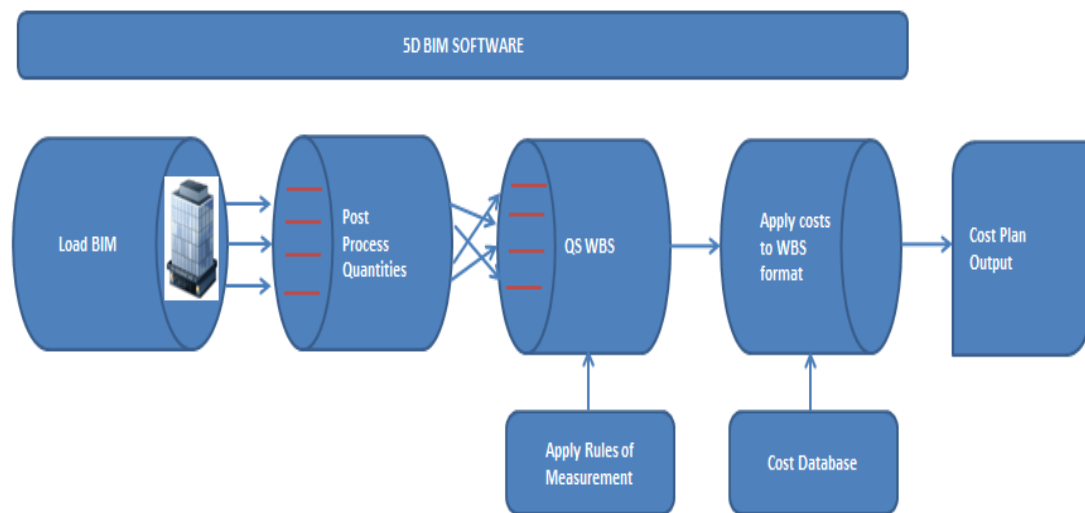 5D BIM SOFTWARE
Load BIM
Post
Process
Quantities
QS WBS
Apply costs
to WBS
format
Cost Plan
Output
Apply Rules of
Measurement
Cost Database